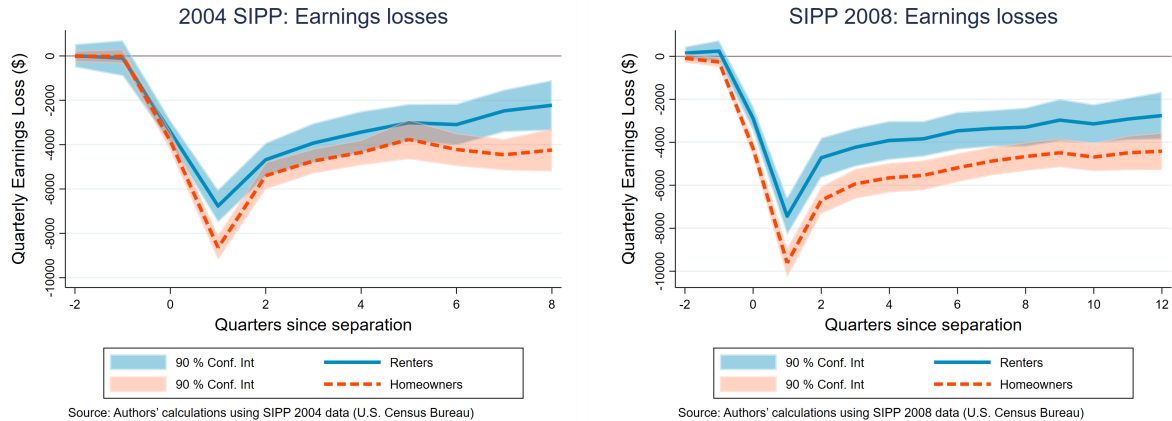 2004 SIPP: Earnings losses
Quarterly Earning Loss ($)
0
-2000
-4000
-6000
-8000
-10000
-2 0 2 4 6 8
Quarters since separation
90 % Conf. Int Renters
90 % Conf. Int Homeowners
Source: Authors’ calculations using SIPP 2004 data (U.S. Census Bureau)
SIPP 2008: Earnings losses
Quarterly Earning Loss ($)
0
-2000
-4000
-6000
-8000
-10000
-2 0 2 4 6 8 10 12
Quarters since separation
90 % Conf. Int Renters
90 % Conf. Int Homeowners
Source: Authors’ calculations using SIPP 2008 data (U.S. Census Bureau)